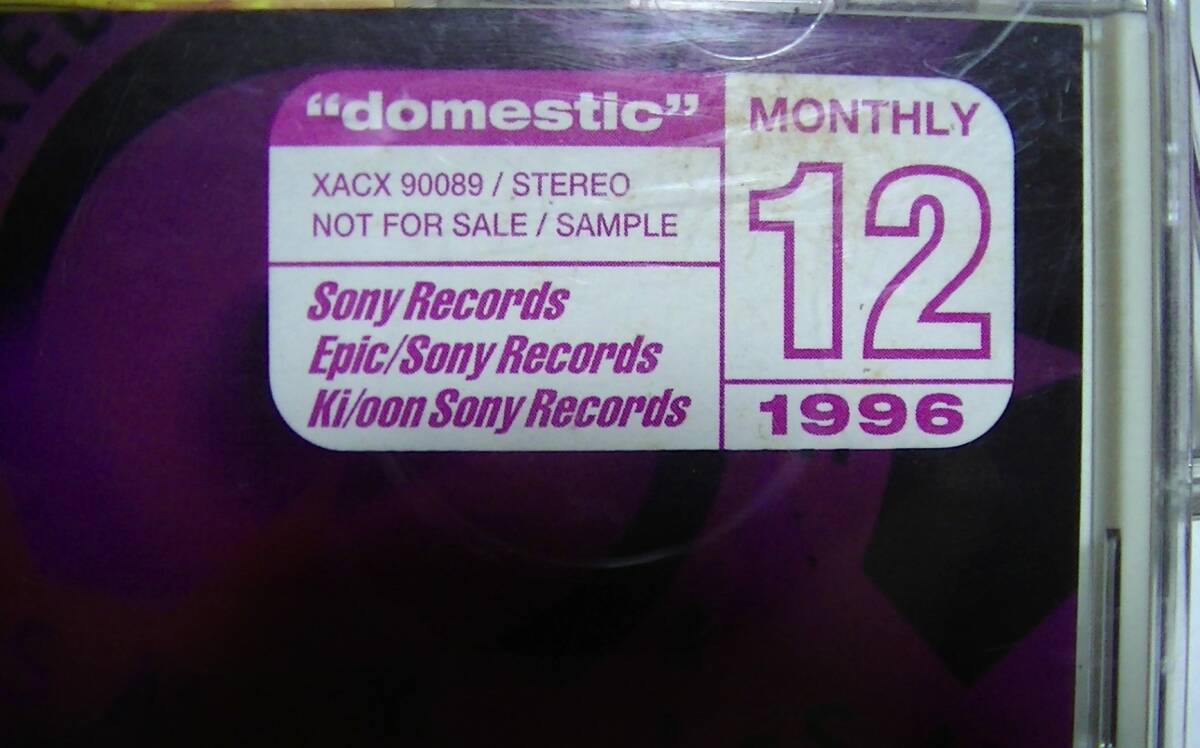 “domestic”
XACX 90089 / STEREO
NOT FOR SALE / SAMPLE
Sony Records
Epic/Sony Records
Ki/oon Sony Records
MONTHLY
12
1996